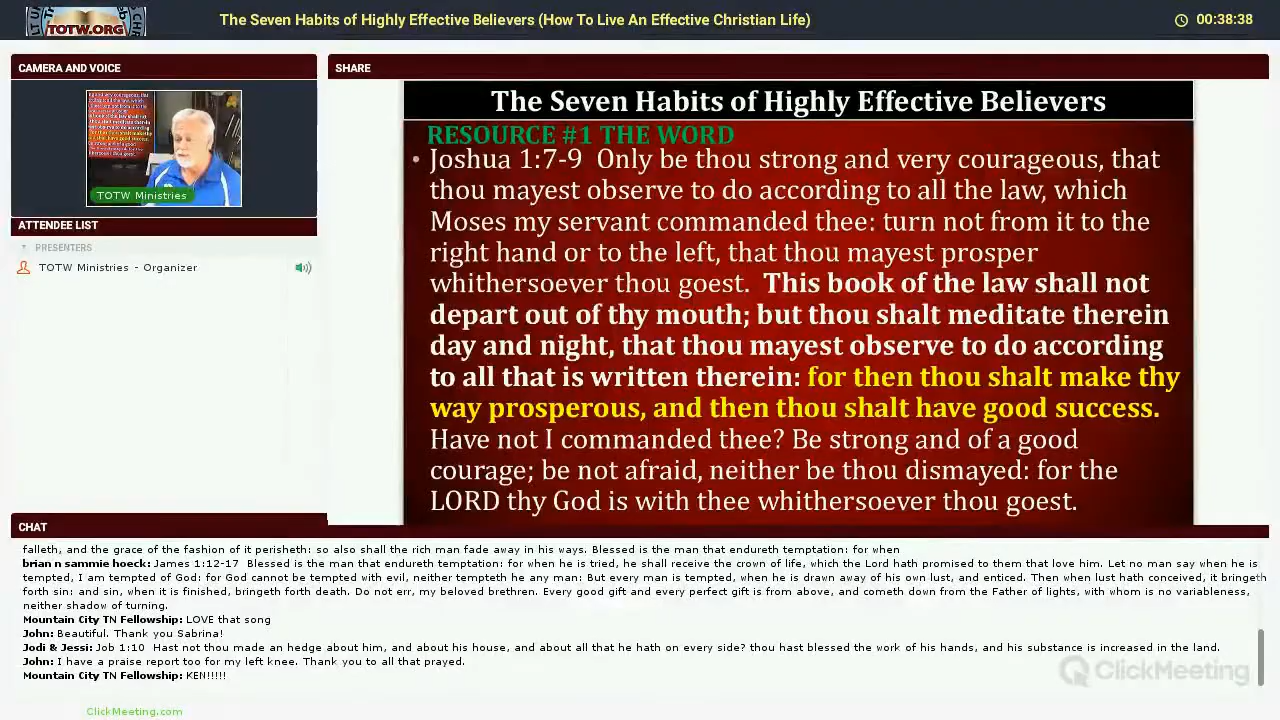 TOTW.ORG
The Seven Habits of Highly Effective Believers (How To Live An Effective Christian Life)
00:38:38
CAMERA AND VOICE
TOTW Ministries
ATTENDEE LIST
PRESENTERS
TOTW Ministries - Organizer
SHARE
The Seven Habits of Highly Effective Believers
RESOURCE #1 THE WORD
• Joshua 1:7-9 Only be thou strong and very courageous, that
thou mayest observe to do according to all the law, which
Moses my servant commanded thee: turn not from it to the
right hand or to the left, that thou mayest prosper
whithersoever thou goest. This book of the law shall not
depart out of thy mouth; but thou shalt meditate therein
day and night, that thou mayest observe to do according
to all that is written therein: for then thou shalt make thy
way prosperous, and then thou shalt have good success.
Have not I commanded thee? Be strong and of a good
courage; be not afraid, neither be thou dismayed: for the
LORD thy God is with thee whithersoever thou goest.
CHAT
falleth, and the grace of the fashion of it perisheth: so also shall the rich man fade away in his ways. Blessed is the man that endureth temptation: for when
brian n sammie hoeck: James 1:12-17 Blessed is the man that endureth temptation: for when he is tried, he shall receive the crown of life, which the Lord hath promised to them that love him. Let no man say when he is
tempted, I am tempted of God: for God cannot be tempted with evil, neither tempteth he any man: But every man is tempted, when he is drawn away of his own lust, and enticed. Then when lust hath conceived, it bringeth
forth sin: and sin, when it is finished, bringeth forth death. Do not err, my beloved brethren. Every good gift and every perfect gift is from above, and cometh down from the Father of lights, with whom is no variableness,
neither shadow of turning.
Mountain City TN Fellowship: LOVE that song
John: Beautiful. Thank you Sabrina!
Jodi & Jessi: Job 1:10 Hast not thou made an hedge about him, and about his house, and about all that he hath on every side? thou hast blessed the work of his hands, and his substance is increased in the land.
John: I have a praise report too for my left knee. Thank you to all that prayed.
Mountain City TN Fellowship: KEN!!!!!
ClickMeeting
ClickMeeting.com